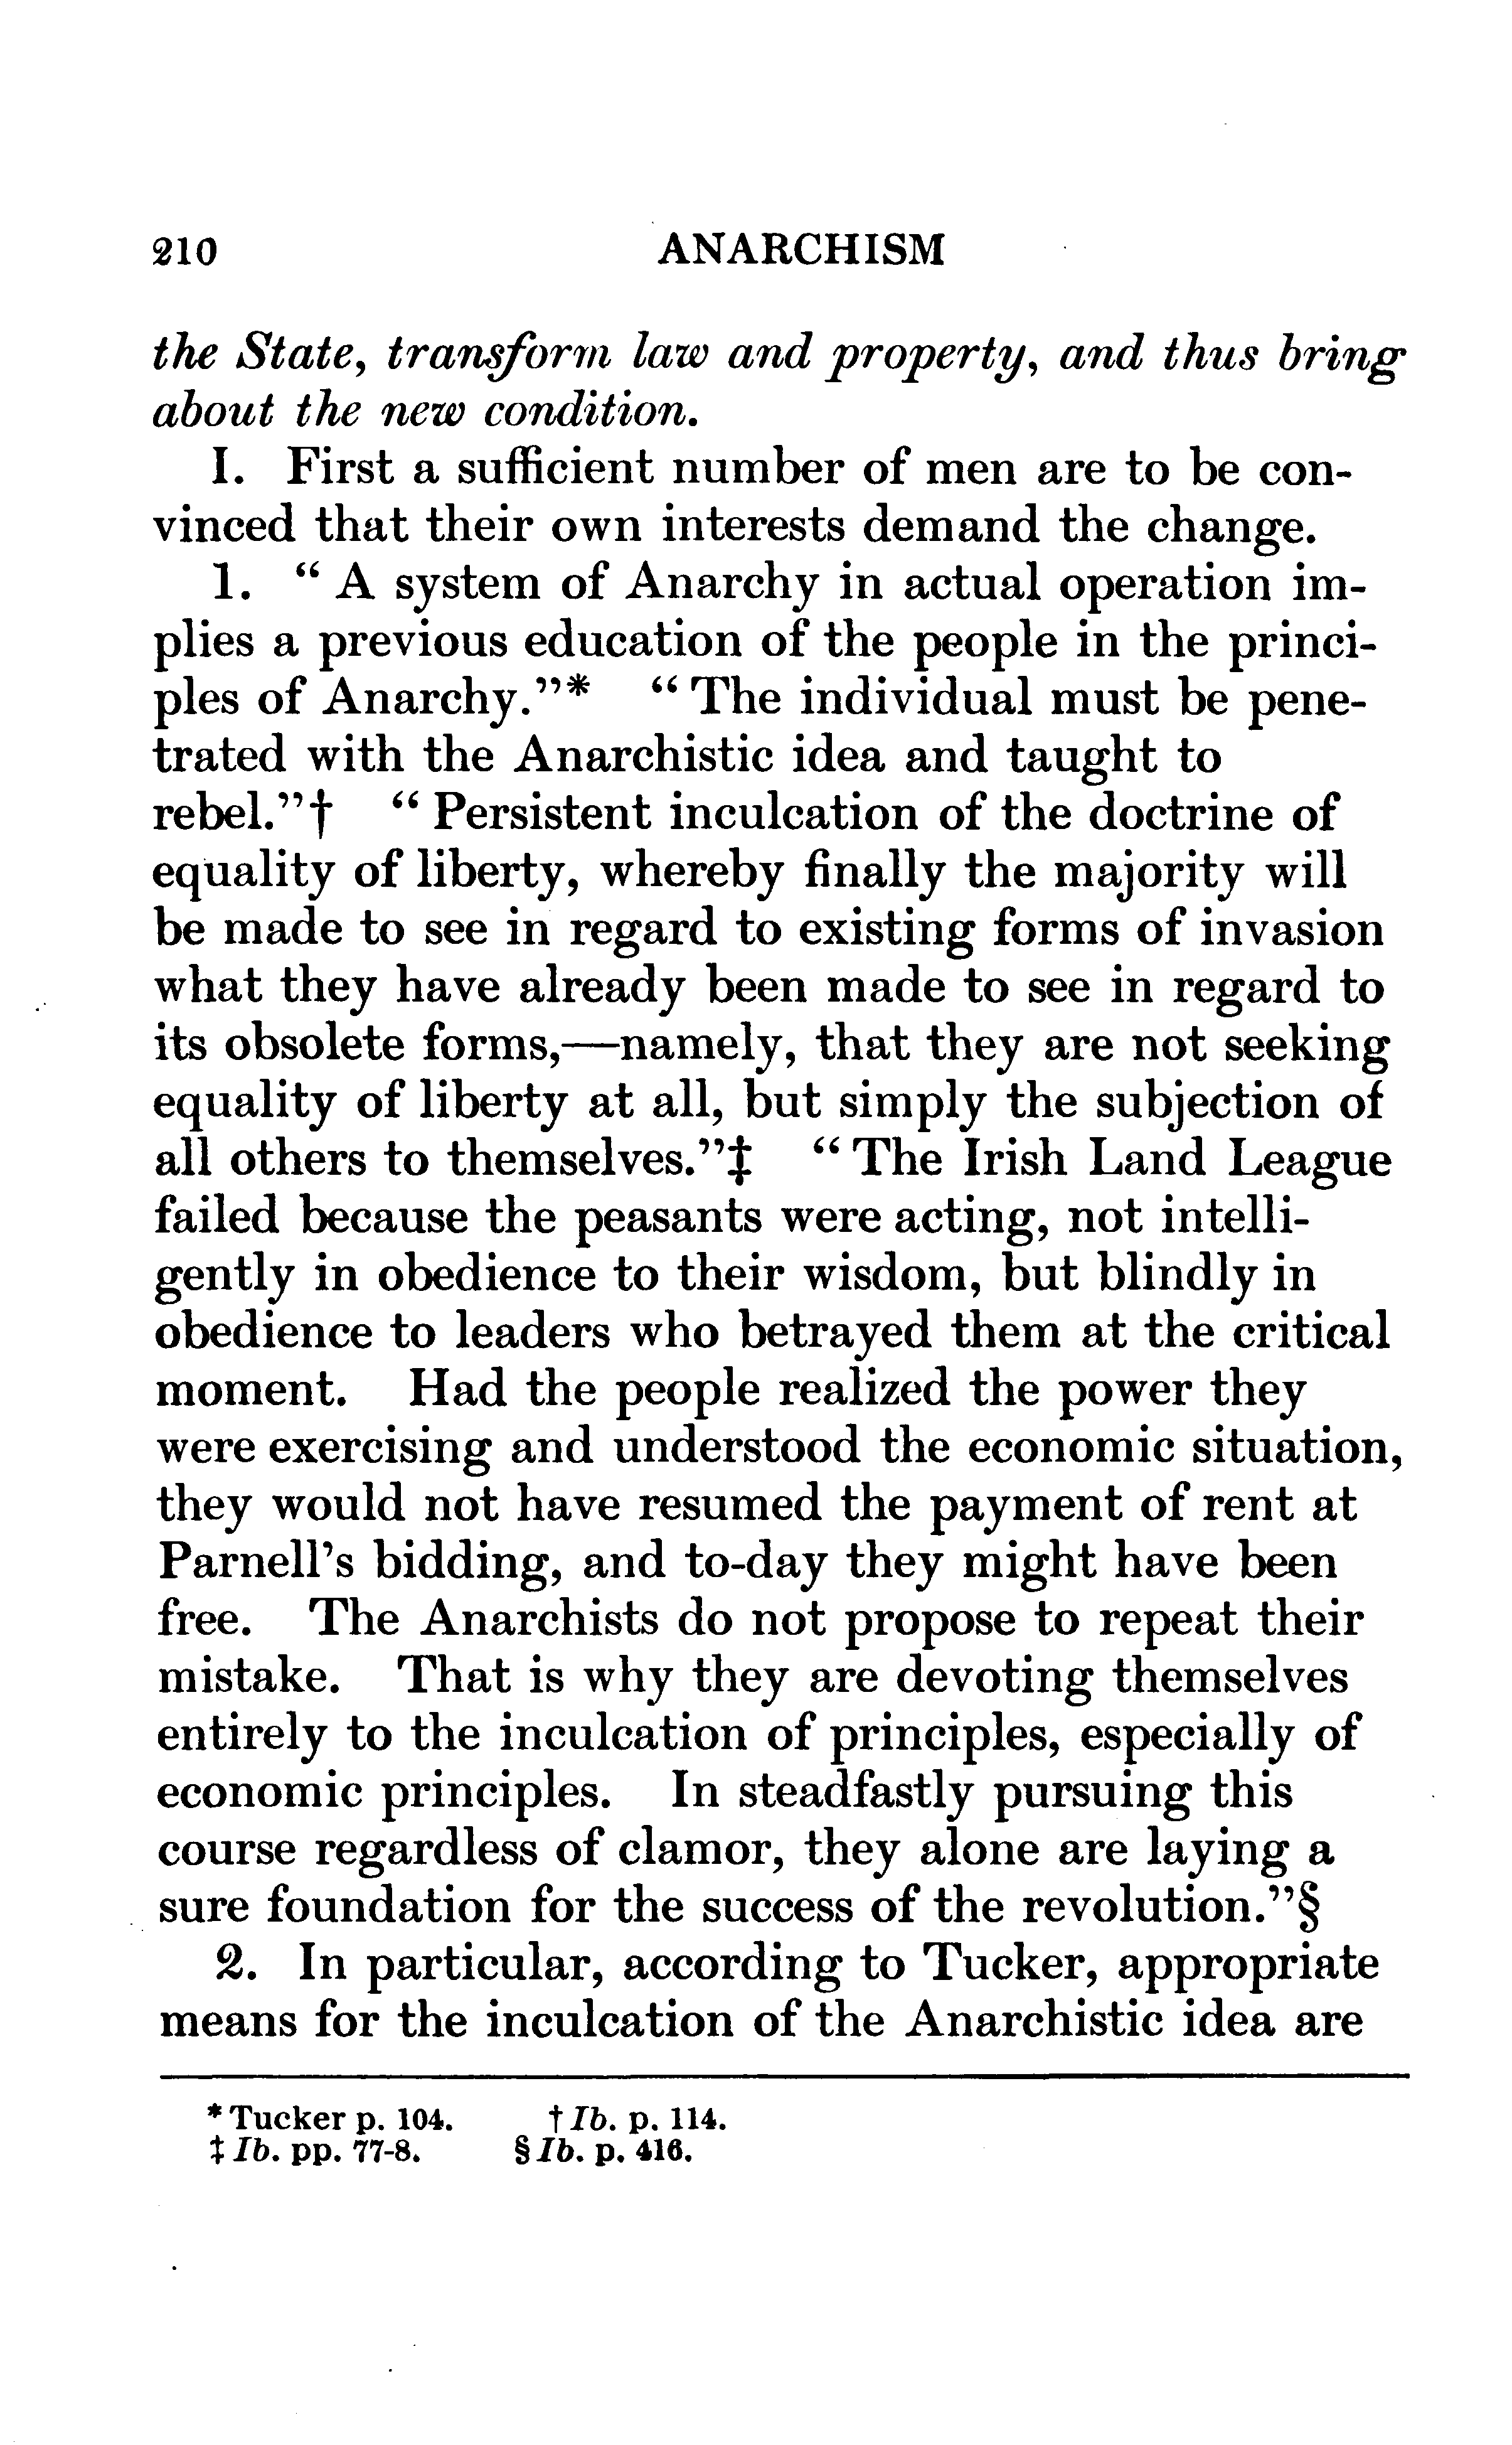 210 ANARCHISM
the State, transform law and property, and thus bring
about the new condition.
I. First a sufficient number of men are to be con-
vinced that their own interests demand the change.
1. “ A system of Anarchy in actual operation im-
plies a previous education of the people in the princi-
ples of Anarchy.”* “ The individual must be pene-
trated with the Anarchistic idea and taught to
rebel.”† “ Persistent inculcation of the doctrine of
equality of liberty, whereby finally the majority will
be made to see in regard to existing forms of invasion
what they have already been made to see in regard to
its obsolete forms,—namely, that they are not seeking
equality of liberty at all, but simply the subjection of
all others to themselves.”‡ “ The Irish Land League
failed because the peasants were acting, not intelli-
gently in obedience to their wisdom, but blindly in
obedience to leaders who betrayed them at the critical
moment. Had the people realized the power they
were exercising and understood the economic situation,
they would not have resumed the payment of rent at
Parnell’s bidding, and to-day they might have been
free. The Anarchists do not propose to repeat their
mistake. That is why they are devoting themselves
entirely to the inculcation of principles, especially of
economic principles. In steadfastly pursuing this
course regardless of clamor, they alone are laying a
sure foundation for the success of the revolution.”§
2. In particular, according to Tucker, appropriate
means for the inculcation of the Anarchistic idea are
* Tucker p. 104. † Ib. p. 114.
‡ Ib. pp. 77-8. § Ib. p. 416.